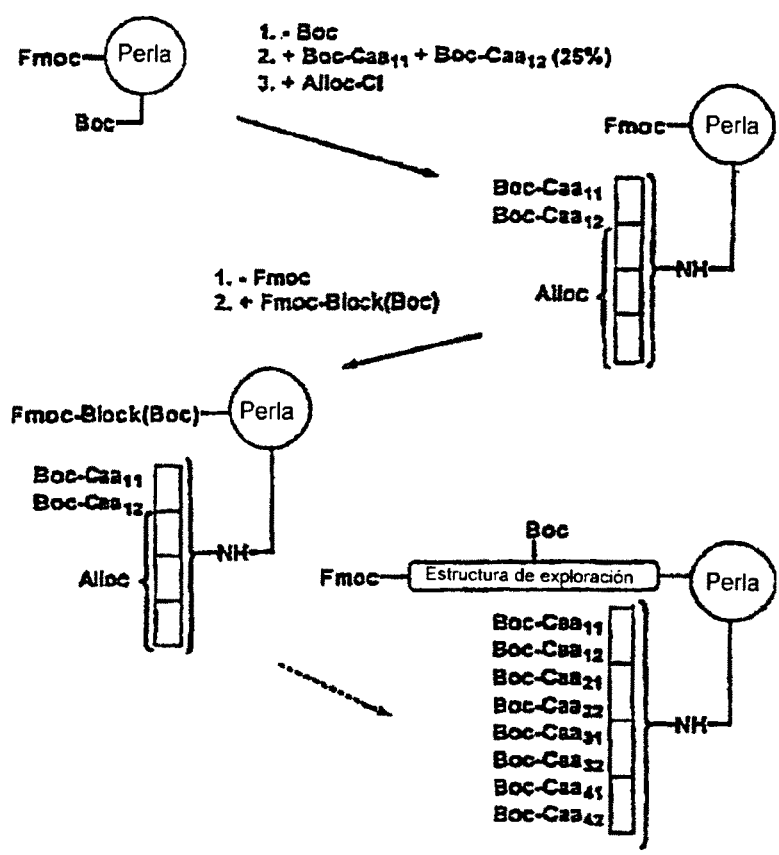 Fmoc
Perla
Boc
1. - Boc
2. + Boc-Caa11 + Boc-Caa12 (25%)
3. + Alloc-Cl
Fmoc
Perla
Boc-Caa11
Boc-Caa12
Alloc
NH
1. - Fmoc
2. + Fmoc-Block(Boc)
Fmoc-Block(Boc)
Perla
Boc-Caa11
Boc-Caa12
Alloc
NH
Boc
Fmoc
Estructura de exploración
Perla
Boc-Caa11
Boc-Caa12
Boc-Caa21
Boc-Caa22
Boc-Caa31
Boc-Caa32
Boc-Caa41
Boc-Caa42
NH